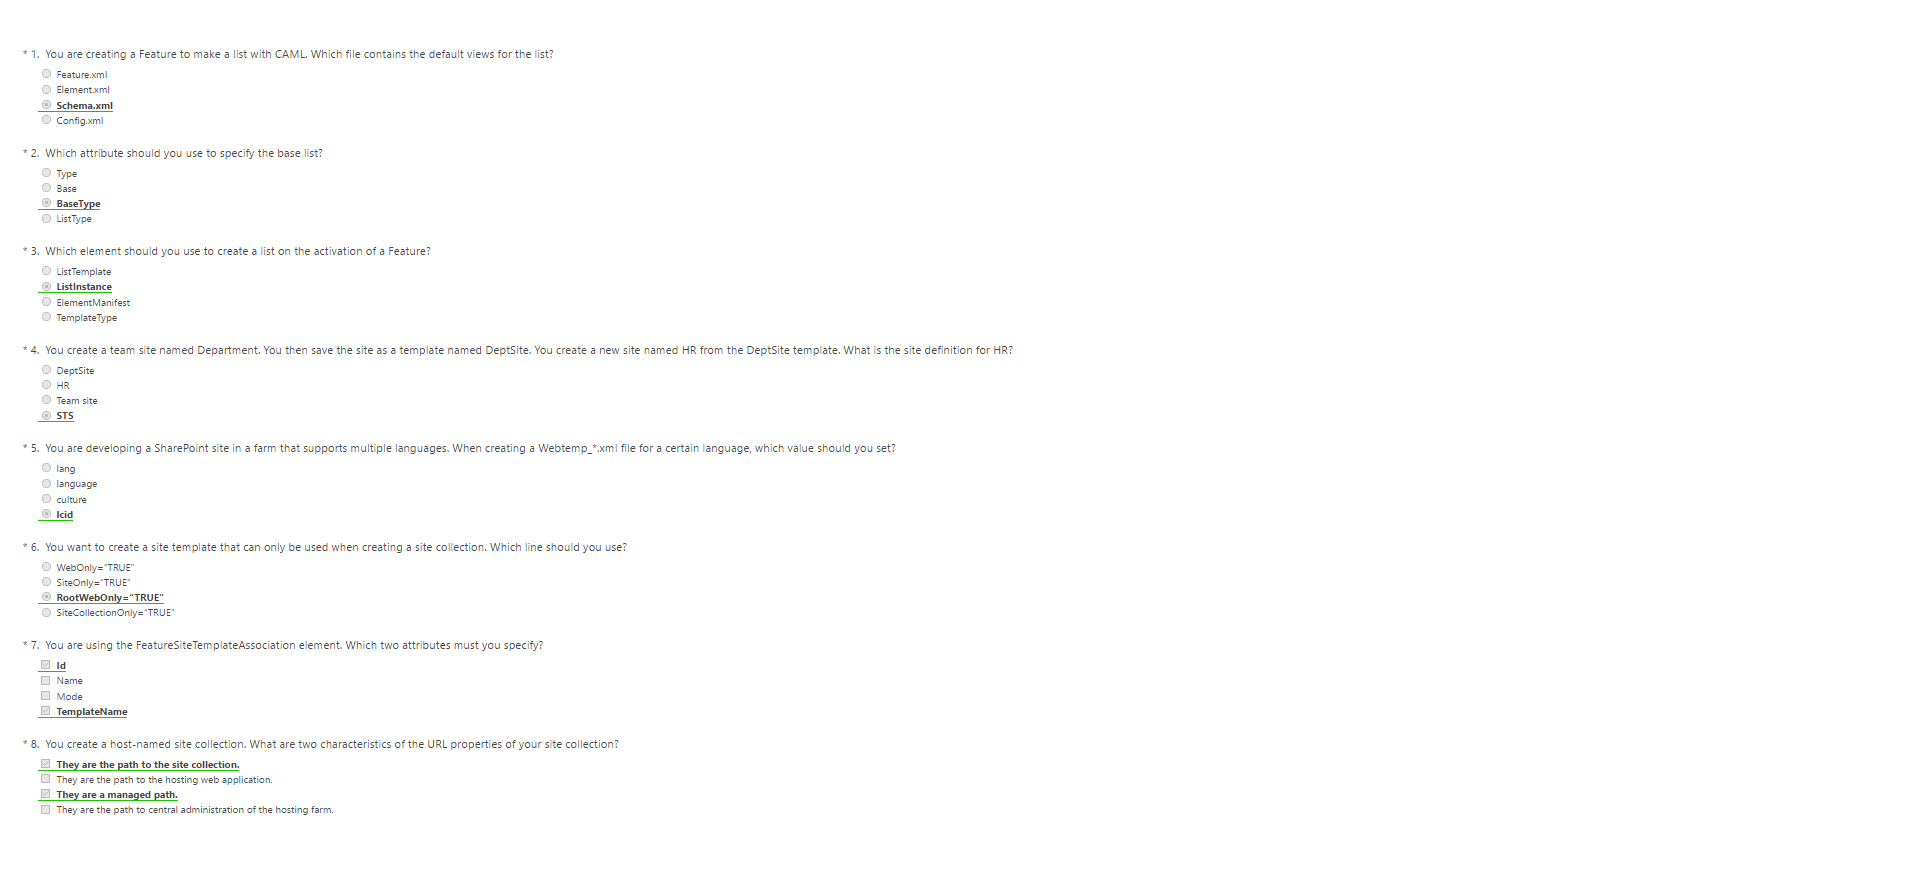 * 1. You are creating a Feature to make a list with CAML. Which file contains the default views for the list?
Feature.xml
Element.xml
Schema.xml
Config.xml
* 2. Which attribute should you use to specify the base list?
Type
Base
BaseType
ListType
* 3. Which element should you use to create a list on the activation of a Feature?
ListTemplate
ListInstance
ElementManifest
TemplateType
* 4. You create a team site named Department. You then save the site as a template named DeptSite. You create a new site named HR from the DeptSite template. What is the site definition for HR?
DeptSite
HR
Team site
STS
* 5. You are developing a SharePoint site in a farm that supports multiple languages. When creating a Webtemp_*.xml file for a certain language, which value should you set?
lang
language
culture
lcid
* 6. You want to create a site template that can only be used when creating a site collection. Which line should you use?
WebOnly="TRUE"
SiteOnly="TRUE"
RootWebOnly="TRUE"
SiteCollectionOnly="TRUE"
* 7. You are using the FeatureSiteTemplateAssociation element. Which two attributes must you specify?
Id
Name
Mode
TemplateName
* 8. You create a host-named site collection. What are two characteristics of the URL properties of your site collection?
They are the path to the site collection.
They are the path to the hosting web application.
They are a managed path.
They are the path to central administration of the hosting farm.